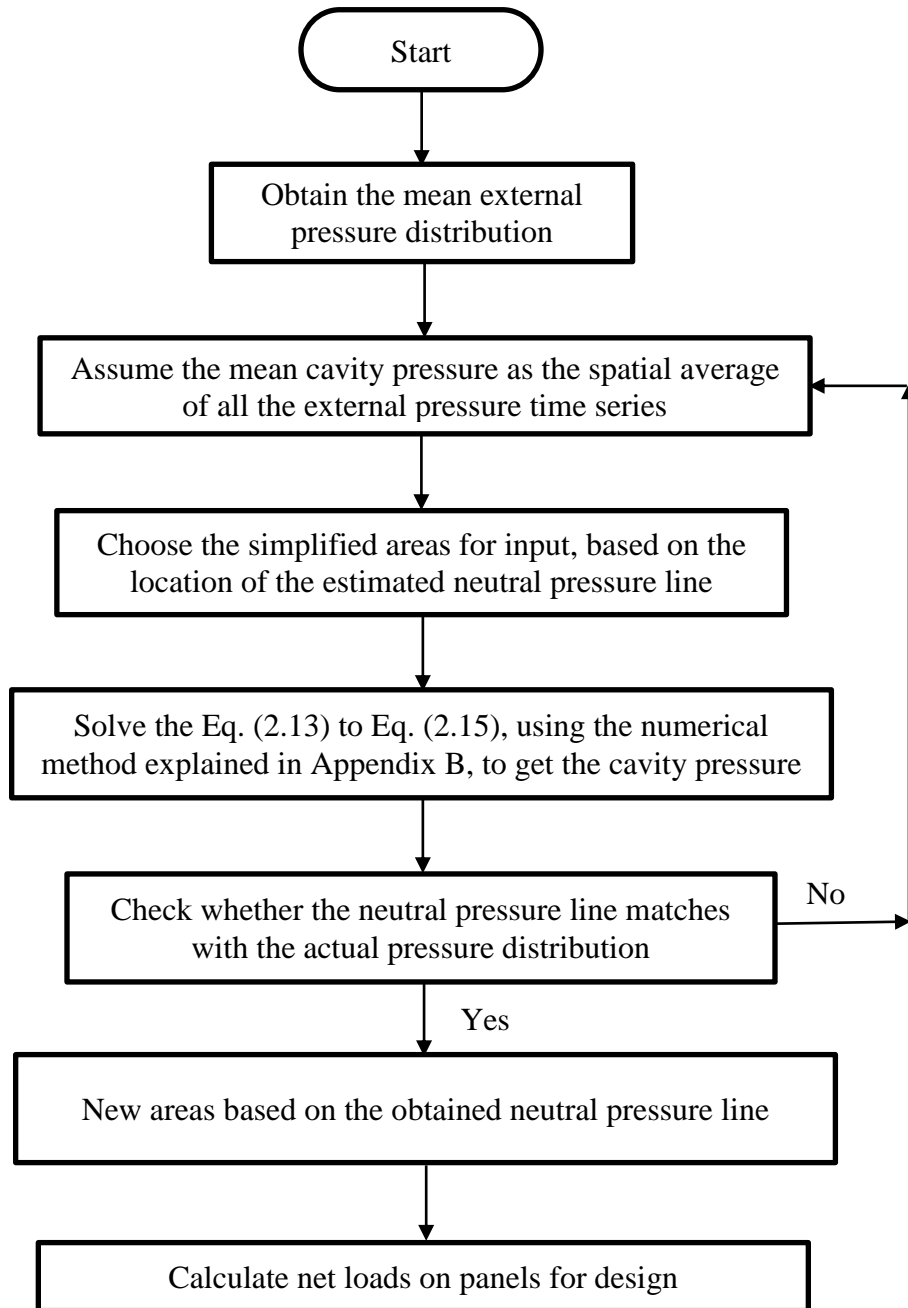 Start
Obtain the mean external
pressure distribution
Assume the mean cavity pressure as the spatial average
of all the external pressure time series
Choose the simplified areas for input, based on the
location of the estimated neutral pressure line
Solve the Eq. (2.13) to Eq. (2.15), using the numerical
method explained in Appendix B, to get the cavity pressure
Check whether the neutral pressure line matches
with the actual pressure distribution
No
Yes
New areas based on the obtained neutral pressure line
Calculate net loads on panels for design